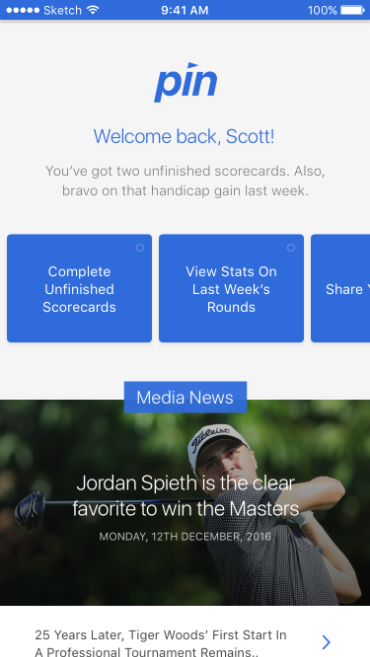 Sketch 9:41 AM 100%
pin
Welcome back, Scott!
You’ve got two unfinished scorecards. Also,
bravo on that handicap gain last week.
Complete
Unfinished
Scorecards
View Stats On
Last Week’s
Rounds
Share
Media News
Titleist
Jordan Spieth is the clear
favorite to win the Masters
MONDAY, 12TH DECEMBER, 2016
25 Years Later, Tiger Woods’ First Start In
A Professional Tournament Remains..